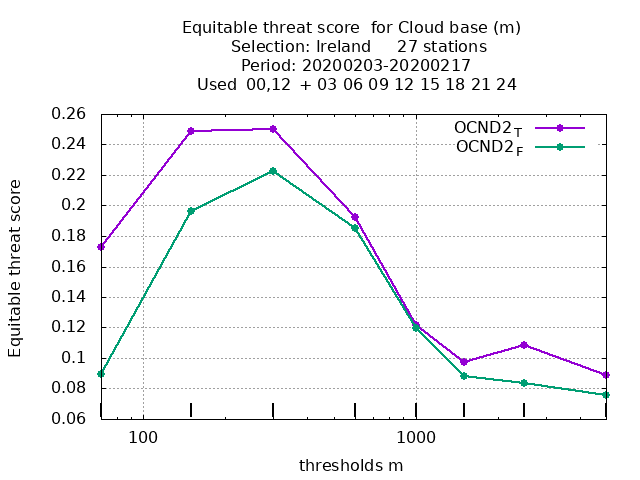 Equitable threat score for Cloud base (m)
Selection: Ireland 27 stations
Period: 20200203-20200217
Used 00,12 + 03 06 09 12 15 18 21 24
OCND2_T
OCND2_F
Equitable threat score
0.26
0.24
0.22
0.2
0.18
0.16
0.14
0.12
0.1
0.08
0.06
100 1000
thresholds m